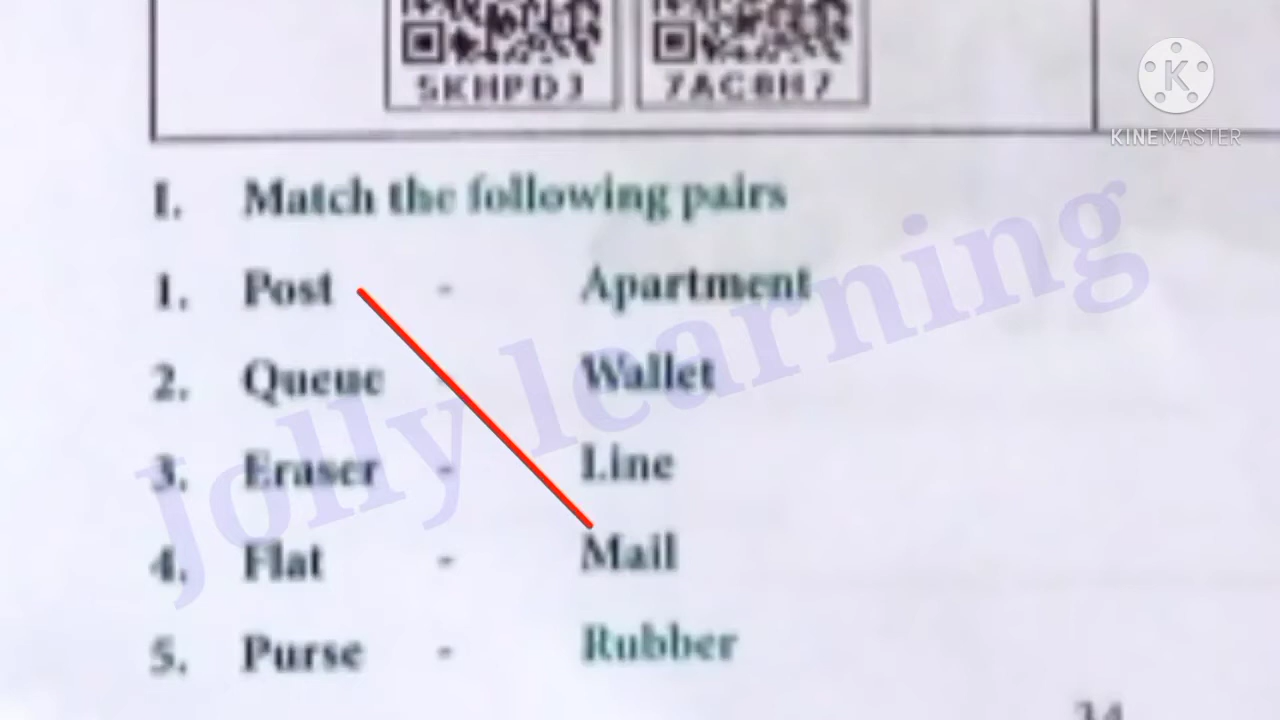 5KHPD3 7AC8H7
KINEMASTER
I. Match the following pairs
1. Post - Apartment
2. Queue - Wallet
3. Eraser - Line
4. Flat - Mail
5. Purse - Rubber
Jolly learning